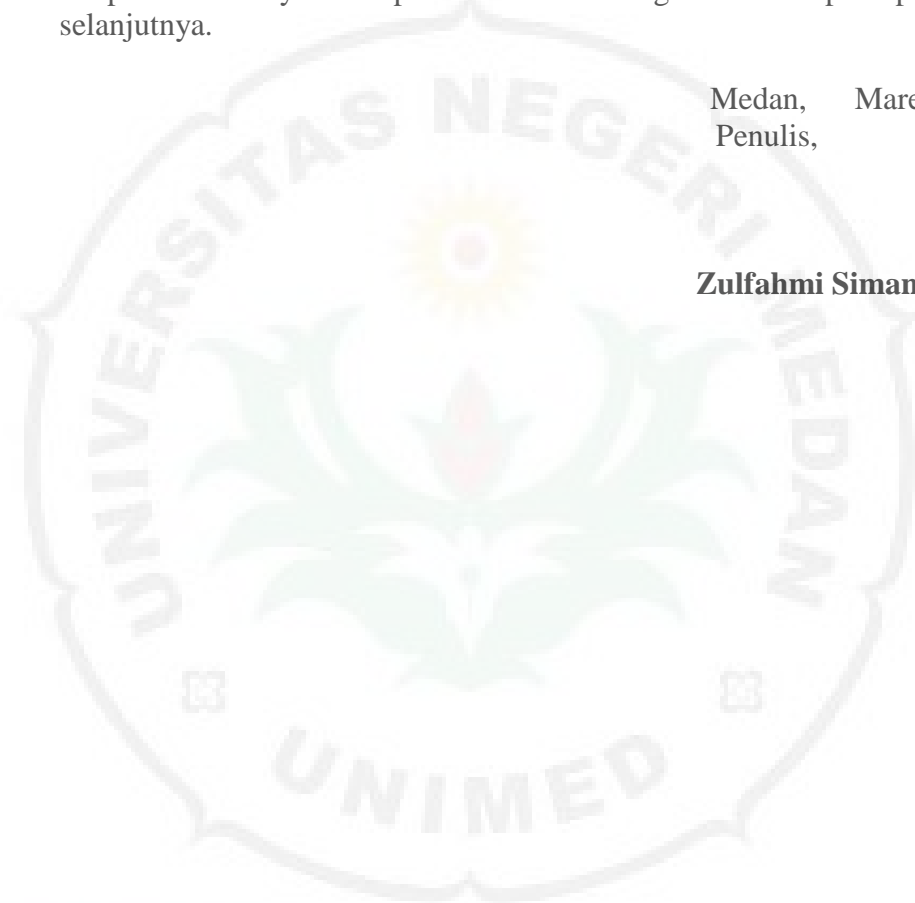 selanjutnya.
Medan, Mare
Penulis,
Zulfahmi Siman
UNIVERSITAS NEGERI MEDAN
UNIMED